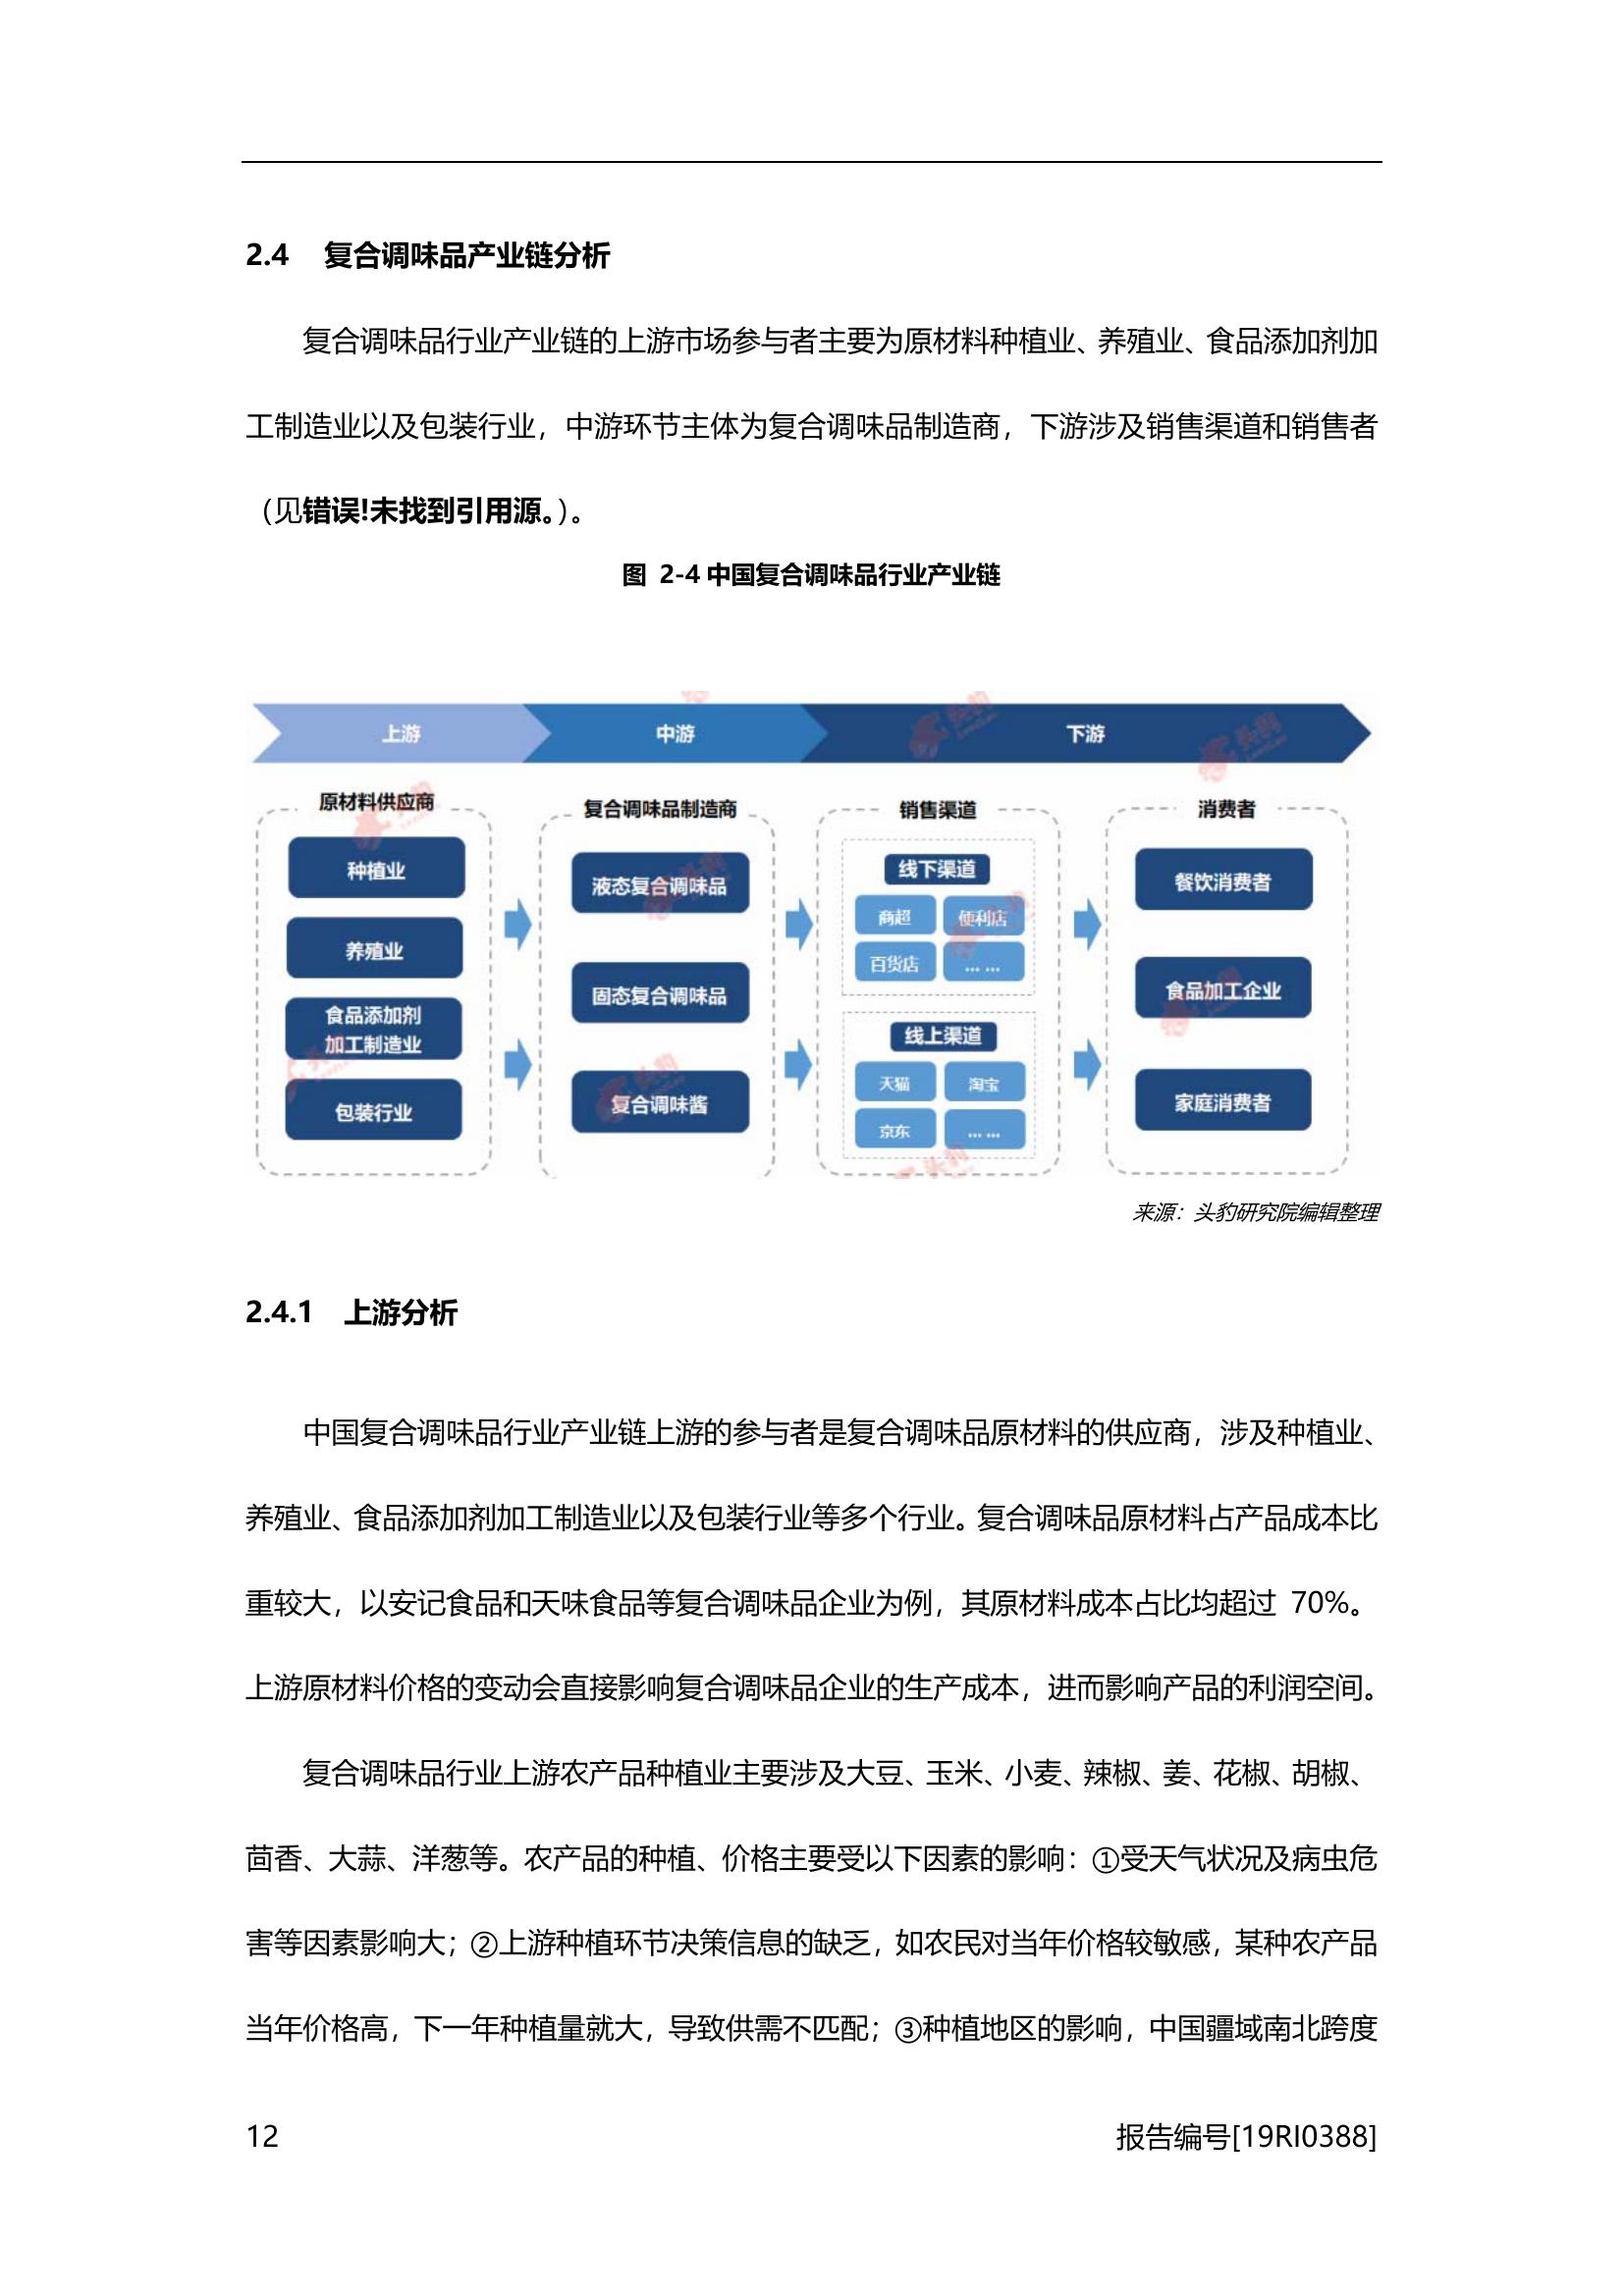 2.4 复合调味品产业链分析
复合调味品行业产业链的上游市场参与者主要为原材料种植业、养殖业、食品添加剂加
工制造业以及包装行业，中游环节主体为复合调味品制造商，下游涉及销售渠道和销售者
（见错误!未找到引用源。）。
图 2-4 中国复合调味品行业产业链
上游
中游
下游
原材料供应商
种植业
养殖业
食品添加剂
加工制造业
包装行业
复合调味品制造商
液态复合调味品
固态复合调味品
复合调味酱
销售渠道
线下渠道
商超 便利店
百货店 ... ...
线上渠道
天猫 淘宝
京东 ... ...
消费者
餐饮消费者
食品加工企业
家庭消费者
来源：头豹研究院编辑整理
2.4.1 上游分析
中国复合调味品行业产业链上游的参与者是复合调味品原材料的供应商，涉及种植业、
养殖业、食品添加剂加工制造业以及包装行业等多个行业。复合调味品原材料占产品成本比
重较大，以安记食品和天味食品等复合调味品企业为例，其原材料成本占比均超过 70%。
上游原材料价格的变动会直接影响复合调味品企业的生产成本，进而影响产品的利润空间。
复合调味品行业上游农产品种植业主要涉及大豆、玉米、小麦、辣椒、姜、花椒、胡椒、
茴香、大蒜、洋葱等。农产品的种植、价格主要受以下因素的影响：①受天气状况及病虫危
害等因素影响大；②上游种植环节决策信息的缺乏，如农民对当年价格较敏感，某种农产品
当年价格高，下一年种植量就大，导致供需不匹配；③种植地区的影响，中国疆域南北跨度
12
报告编号[19RI0388]